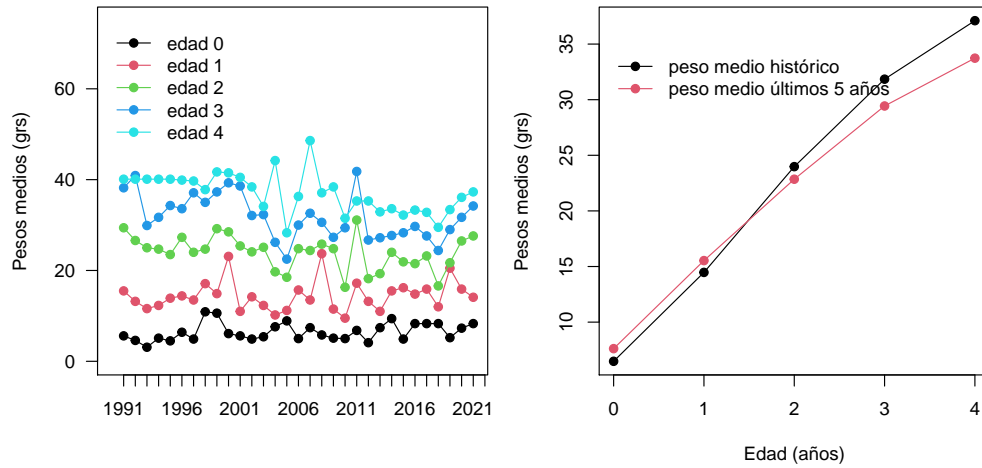 Pesos medios (grs)
60
40
20
0
edad 0
edad 1
edad 2
edad 3
edad 4
1991 1996 2001 2006 2011 2016 2021
Pesos medios (grs)
35
30
25
20
15
10
peso medio histórico
peso medio últimos 5 años
0 1 2 3 4
Edad (años)